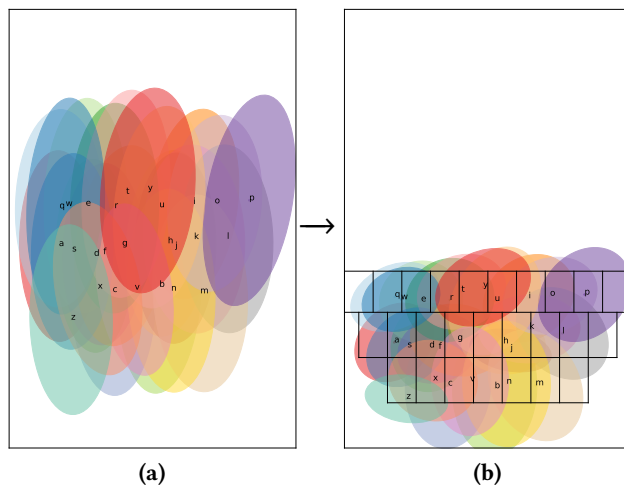 q w e r t y u i o p
a s d f g h j k l
z x c v b n m
q w e r t y u i o p
a s d f g h j k l
z x c v b n m
(a) (b)